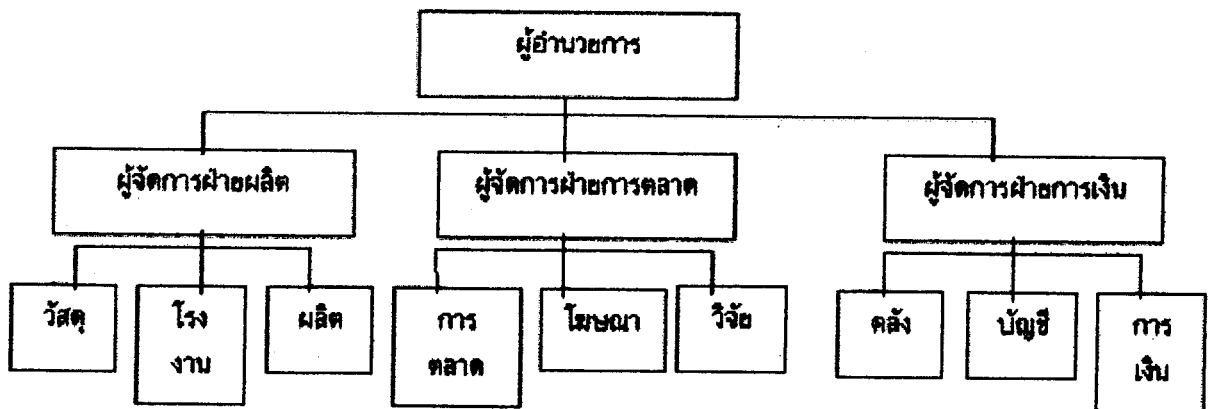 ผู้อำนวยการ
ผู้จัดการฝ่ายผลิต
ผู้จัดการฝ่ายการตลาด
ผู้จัดการฝ่ายการเงิน
วัสดุ
โรง
งาน
ผลิต
การ
ตลาด
โฆษณา
วิจัย
คลัง
บัญชี
การ
เงิน